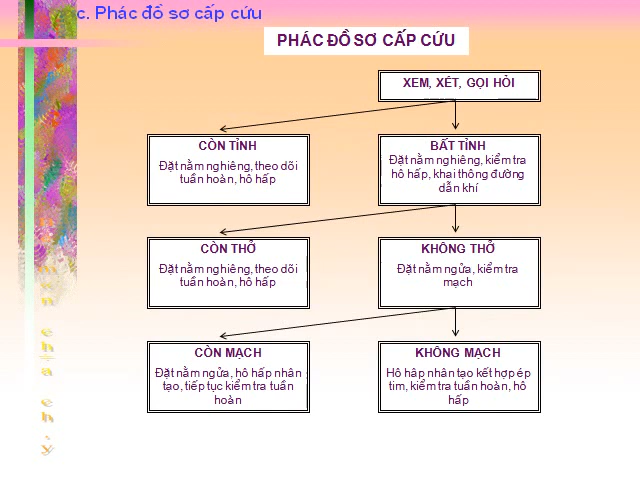 c. Phác đồ sơ cấp cứu
PHÁC ĐỒ SƠ CẤP CỨU
XEM, XÉT, GỌI HỎI
CÒN TỈNH
Đặt nằm nghiêng, theo dõi
tuần hoàn, hô hấp
BẤT TỈNH
Đặt nằm nghiêng, kiểm tra
hô hấp, khai thông đường
dẫn khí
CÒN THỞ
Đặt nằm nghiêng, theo dõi
tuần hoàn, hô hấp
KHÔNG THỞ
Đặt nằm ngửa, kiểm tra
mạch
CÒN MẠCH
Đặt nằm ngửa, hô hấp nhân
tạo, tiếp tục kiểm tra tuần
hoàn
KHÔNG MẠCH
Hô hâp nhân tạo kết hợp ép
tim, kiểm tra tuần hoàn, hô
hấp